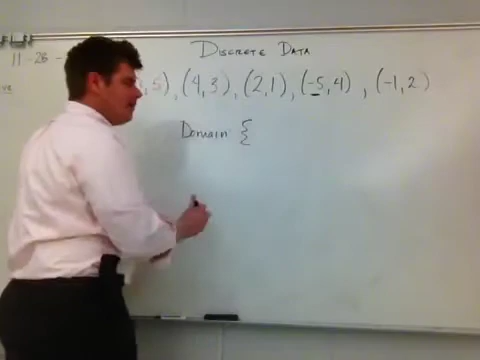 DISCRETE DATA
11-26-
, 5), (4, 3), (2, 1), (-5, 4), (-1, 2)
Domain {